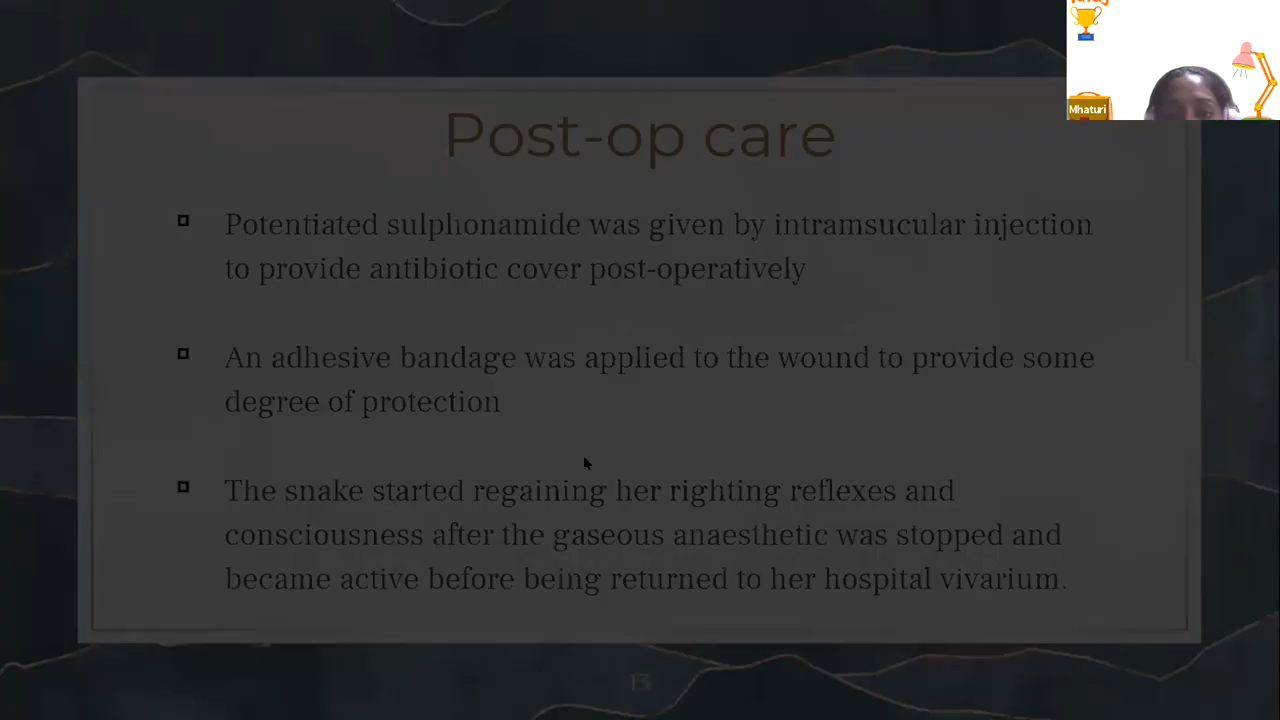 Mhaturi
Post-op care
Potentiated sulphonamide was given by intramsucular injection
to provide antibiotic cover post-operatively
An adhesive bandage was applied to the wound to provide some
degree of protection
The snake started regaining her righting reflexes and
consciousness after the gaseous anaesthetic was stopped and
became active before being returned to her hospital vivarium.
13